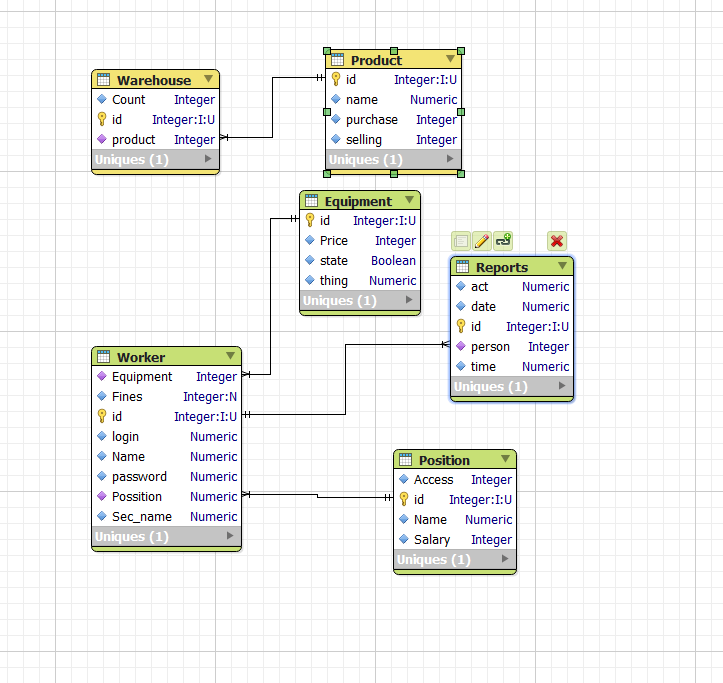 Warehouse
Count Integer
id Integer:I:U
product Integer
Uniques (1)
Product
id Integer:I:U
name Numeric
purchase Integer
selling Integer
Uniques (1)
Equipment
id Integer:I:U
Price Integer
state Boolean
thing Numeric
Uniques (1)
Reports
act Numeric
date Numeric
id Integer:I:U
person Integer
time Numeric
Uniques (1)
Worker
Equipment Integer
Fines Integer:N
id Integer:I:U
login Numeric
Name Numeric
password Numeric
Possition Numeric
Sec_name Numeric
Uniques (1)
Position
Access Integer
id Integer:I:U
Name Numeric
Salary Integer
Uniques (1)